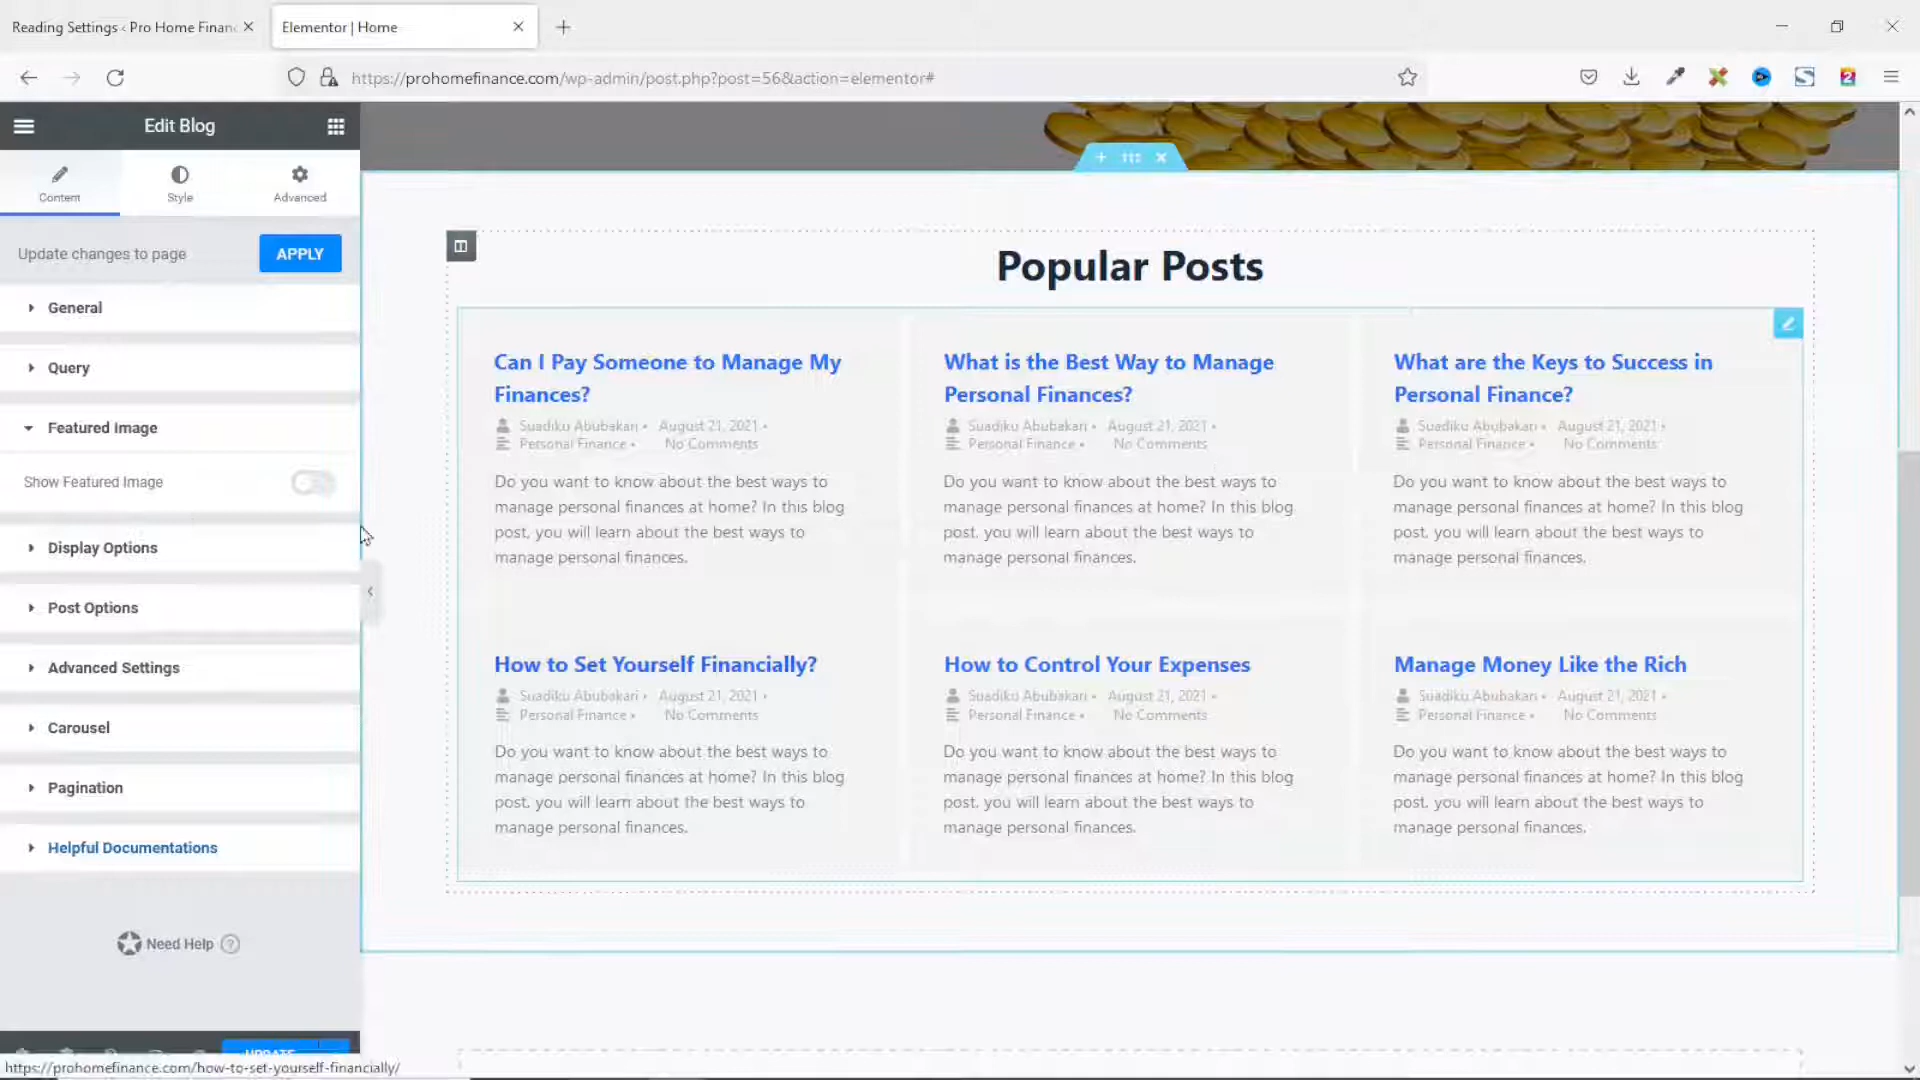 Reading Settings ‹ Pro Home Financ
Elementor | Home
https://prohomefinance.com/wp-admin/post.php?post=56&action=elementor#
Edit Blog
Content
Style
Advanced
Update changes to page
APPLY
General
Query
Featured Image
Show Featured Image
Display Options
Post Options
Advanced Settings
Carousel
Pagination
Helpful Documentations
Need Help ?
UPDATE
https://prohomefinance.com/how-to-set-yourself-financially/
Popular Posts
Can I Pay Someone to Manage My
Finances?
Suadiku Abubakari • August 21, 2021 •
Personal Finance • No Comments
Do you want to know about the best ways to
manage personal finances at home? In this blog
post, you will learn about the best ways to
manage personal finances.
What is the Best Way to Manage
Personal Finances?
Suadiku Abubakari • August 21, 2021 •
Personal Finance • No Comments
Do you want to know about the best ways to
manage personal finances at home? In this blog
post, you will learn about the best ways to
manage personal finances.
What are the Keys to Success in
Personal Finance?
Suadiku Abubakari • August 21, 2021 •
Personal Finance • No Comments
Do you want to know about the best ways to
manage personal finances at home? In this blog
post, you will learn about the best ways to
manage personal finances.
How to Set Yourself Financially?
Suadiku Abubakari • August 21, 2021 •
Personal Finance • No Comments
Do you want to know about the best ways to
manage personal finances at home? In this blog
post, you will learn about the best ways to
manage personal finances.
How to Control Your Expenses
Suadiku Abubakari • August 21, 2021 •
Personal Finance • No Comments
Do you want to know about the best ways to
manage personal finances at home? In this blog
post, you will learn about the best ways to
manage personal finances.
Manage Money Like the Rich
Suadiku Abubakari • August 21, 2021 •
Personal Finance • No Comments
Do you want to know about the best ways to
manage personal finances at home? In this blog
post, you will learn about the best ways to
manage personal finances.